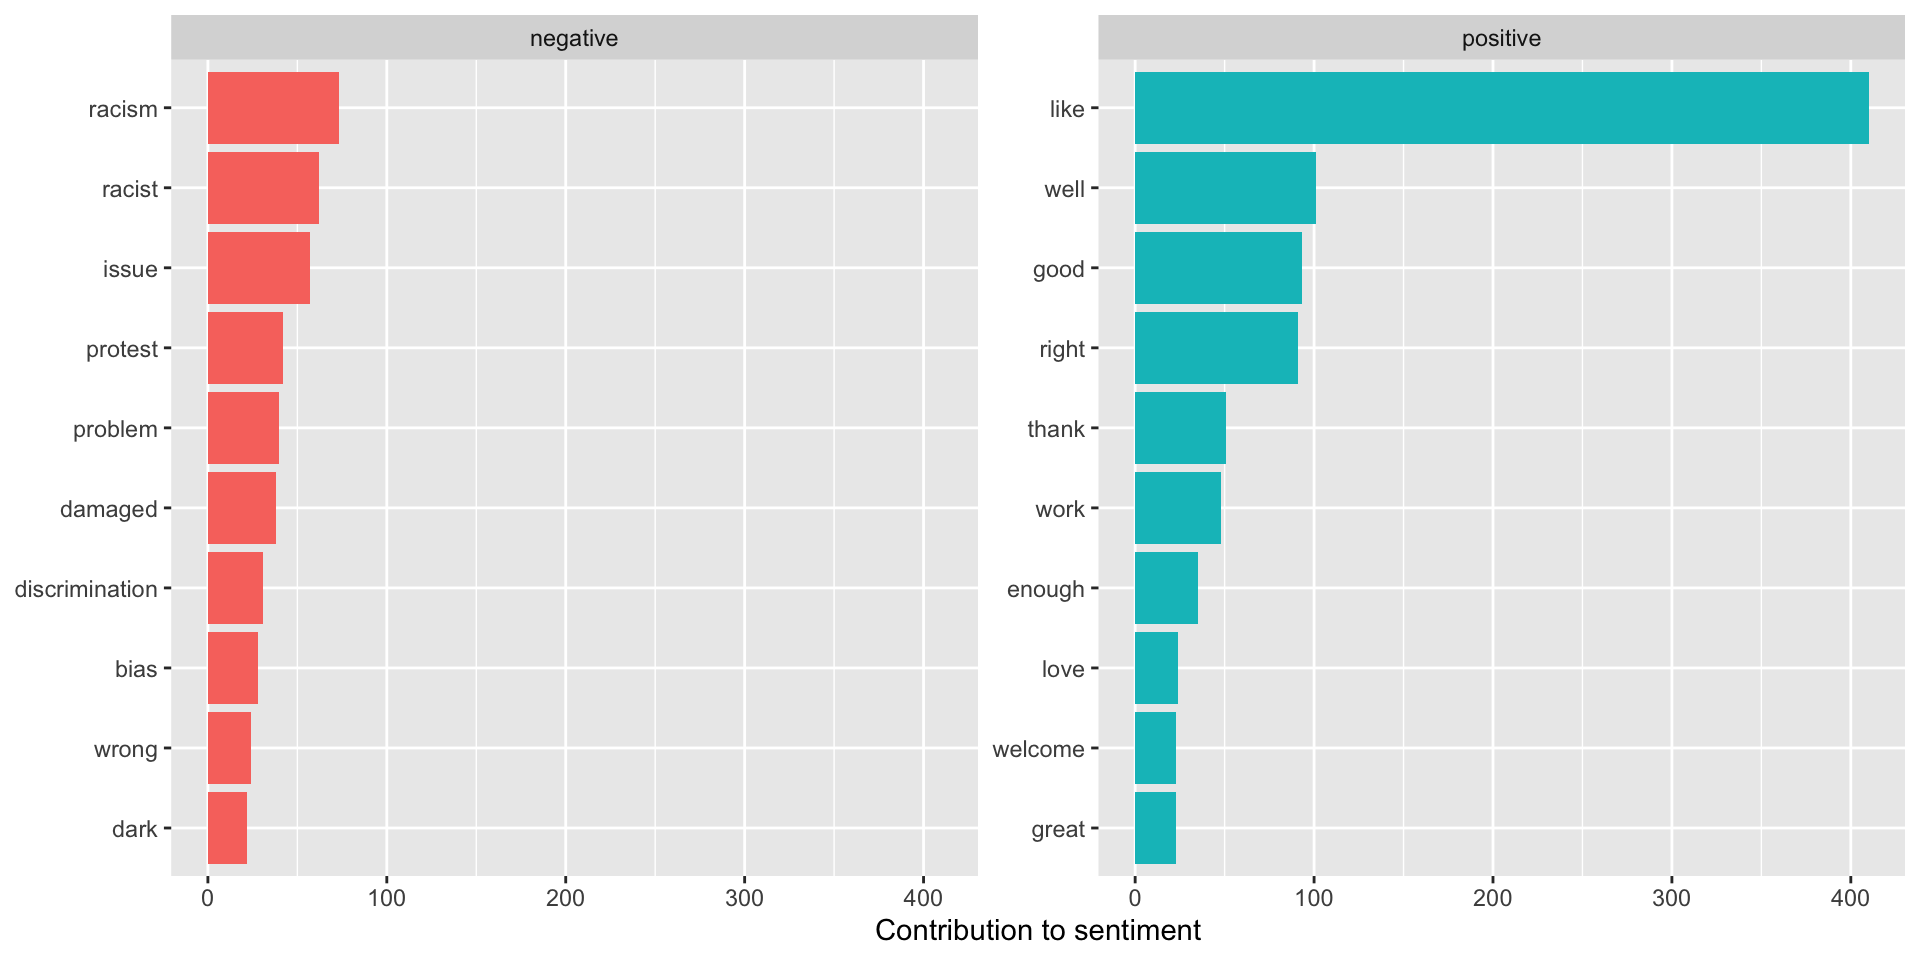 negative
racism
racist
issue
protest
problem
damaged
discrimination
bias
wrong
dark
0 100 200 300 400
positive
like
well
good
right
thank
work
enough
love
welcome
great
0 100 200 300 400
Contribution to sentiment